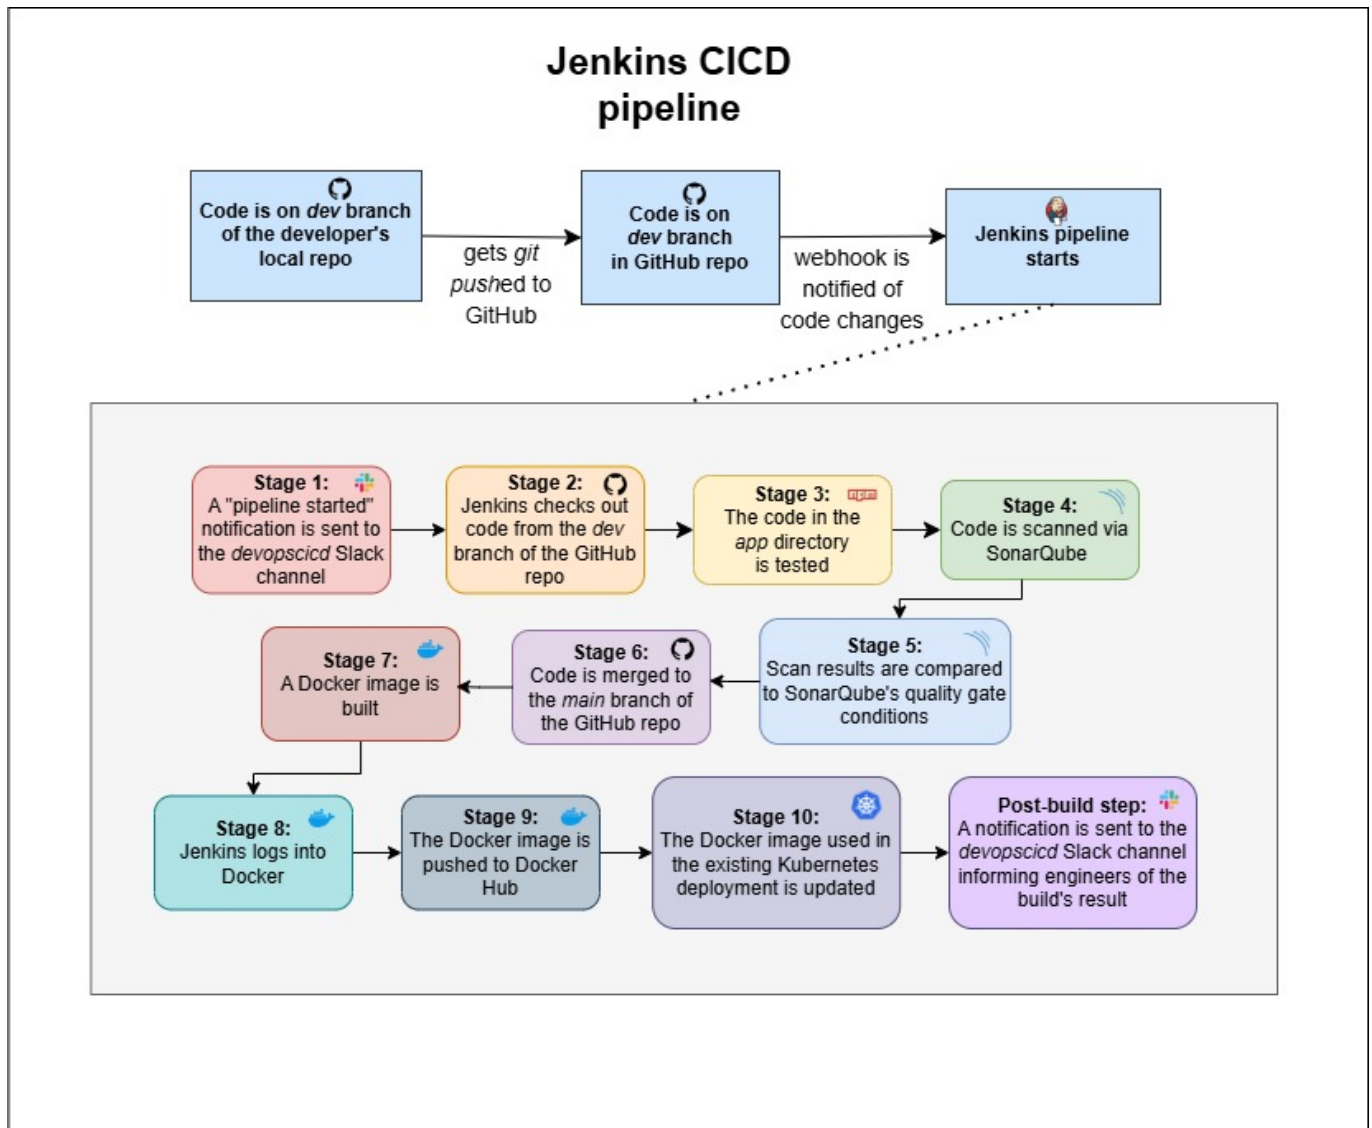 Jenkins CICD
pipeline
Code is on dev branch
of the developer's
local repo
gets git
pushed to
GitHub
Code is on
dev branch
in GitHub repo
webhook is
notified of
code changes
Jenkins pipeline
starts
Stage 1:
A "pipeline started"
notification is sent to
the devopscicd Slack
channel
Stage 2:
Jenkins checks out
code from the dev
branch of the GitHub
repo
Stage 3:
npm
The code in the
app directory
is tested
Stage 4:
Code is scanned via
SonarQube
Stage 5:
Scan results are compared
to SonarQube's quality gate
conditions
Stage 6:
Code is merged to
the main branch of
the GitHub repo
Stage 7:
A Docker image is
built
Stage 8:
Jenkins logs into
Docker
Stage 9:
The Docker image is
pushed to Docker
Hub
Stage 10:
The Docker image used in
the existing Kubernetes
deployment is updated
Post-build step:
A notification is sent to the
devopscicd Slack channel
informing engineers of the
build's result